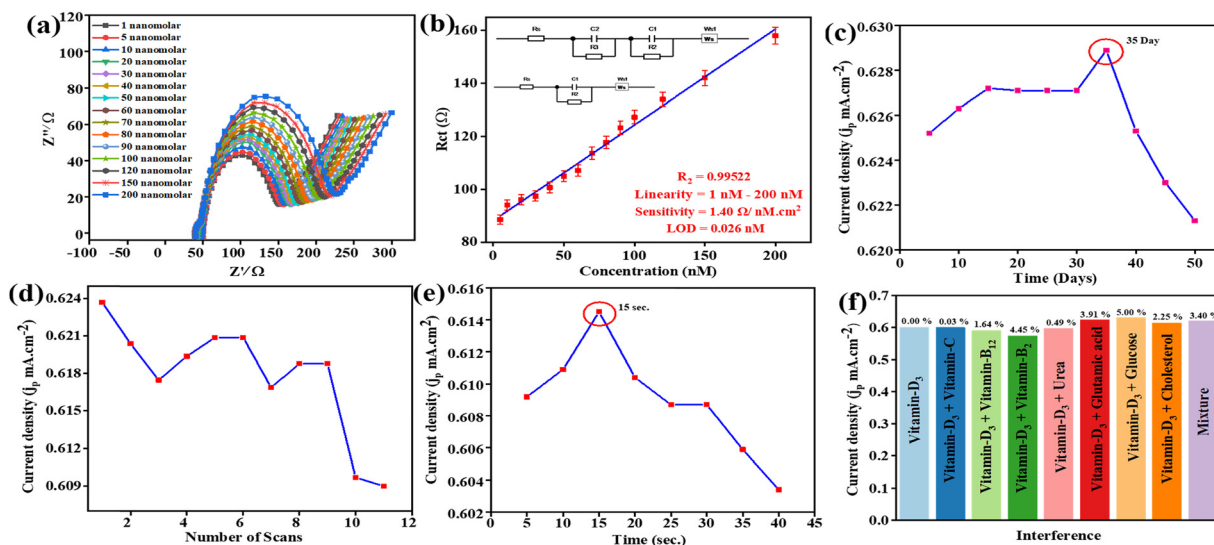 (a)
120
100
80
60
40
20
0
Z''/Ω
-100
-50
0
50
100
150
200
250
300
Z'/Ω
1 nanomolar
5 nanomolar
10 nanomolar
20 nanomolar
30 nanomolar
40 nanomolar
50 nanomolar
60 nanomolar
70 nanomolar
80 nanomolar
90 nanomolar
100 nanomolar
120 nanomolar
150 nanomolar
200 nanomolar
(b)
160
140
120
100
80
Rct (Ω)
0
50
100
150
200
Concentration (nM)
Rs
C2
R3
C1
R2
Ws1
Ws
Rs
C1
R2
Ws1
Ws
R2 = 0.99522
Linearity = 1 nM - 200 nM
Sensitivity = 1.40 Ω/ nM.cm2
LOD = 0.026 nM
(c)
0.630
0.628
0.626
0.624
0.622
0.620
Current density (jp mA.cm-2)
35 Day
0
10
20
30
40
50
Time (Days)
(d)
0.624
0.621
0.618
0.615
0.612
0.609
Current density (jp mA.cm-2)
2
4
6
8
10
12
Number of Scans
(e)
0.616
0.614
0.612
0.610
0.608
0.606
0.604
0.602
Current density (jp mA.cm2)
15 sec.
0
5
10
15
20
25
30
35
40
45
Time (sec.)
(f)
0.7
0.6
0.5
0.4
0.3
0.2
0.1
0.0
Current density (jp mA.cm-2)
0.00 %
0.03 %
1.64 %
4.45 %
0.49 %
3.91 %
5.00 %
2.25 %
3.40 %
Vitamin-D3
Vitamin-D3 + Vitamin-C
Vitamin-D3 + Vitamin-B12
Vitamin-D3 + Vitamin-B2
Vitamin-D3 + Urea
Vitamin-D3 + Glutamic acid
Vitamin-D3 + Glucose
Vitamin-D3 + Cholesterol
Mixture
Interference